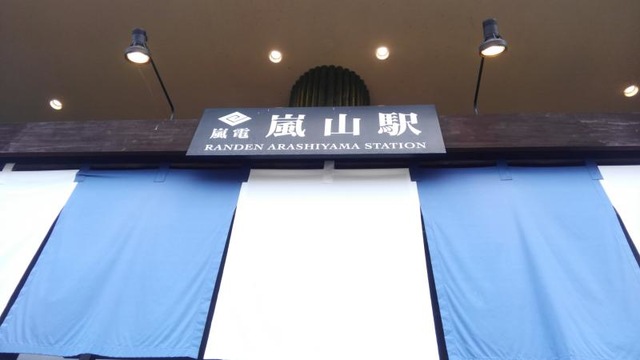 嵐電 嵐山駅
RANDEN ARASHIYAMA STATION